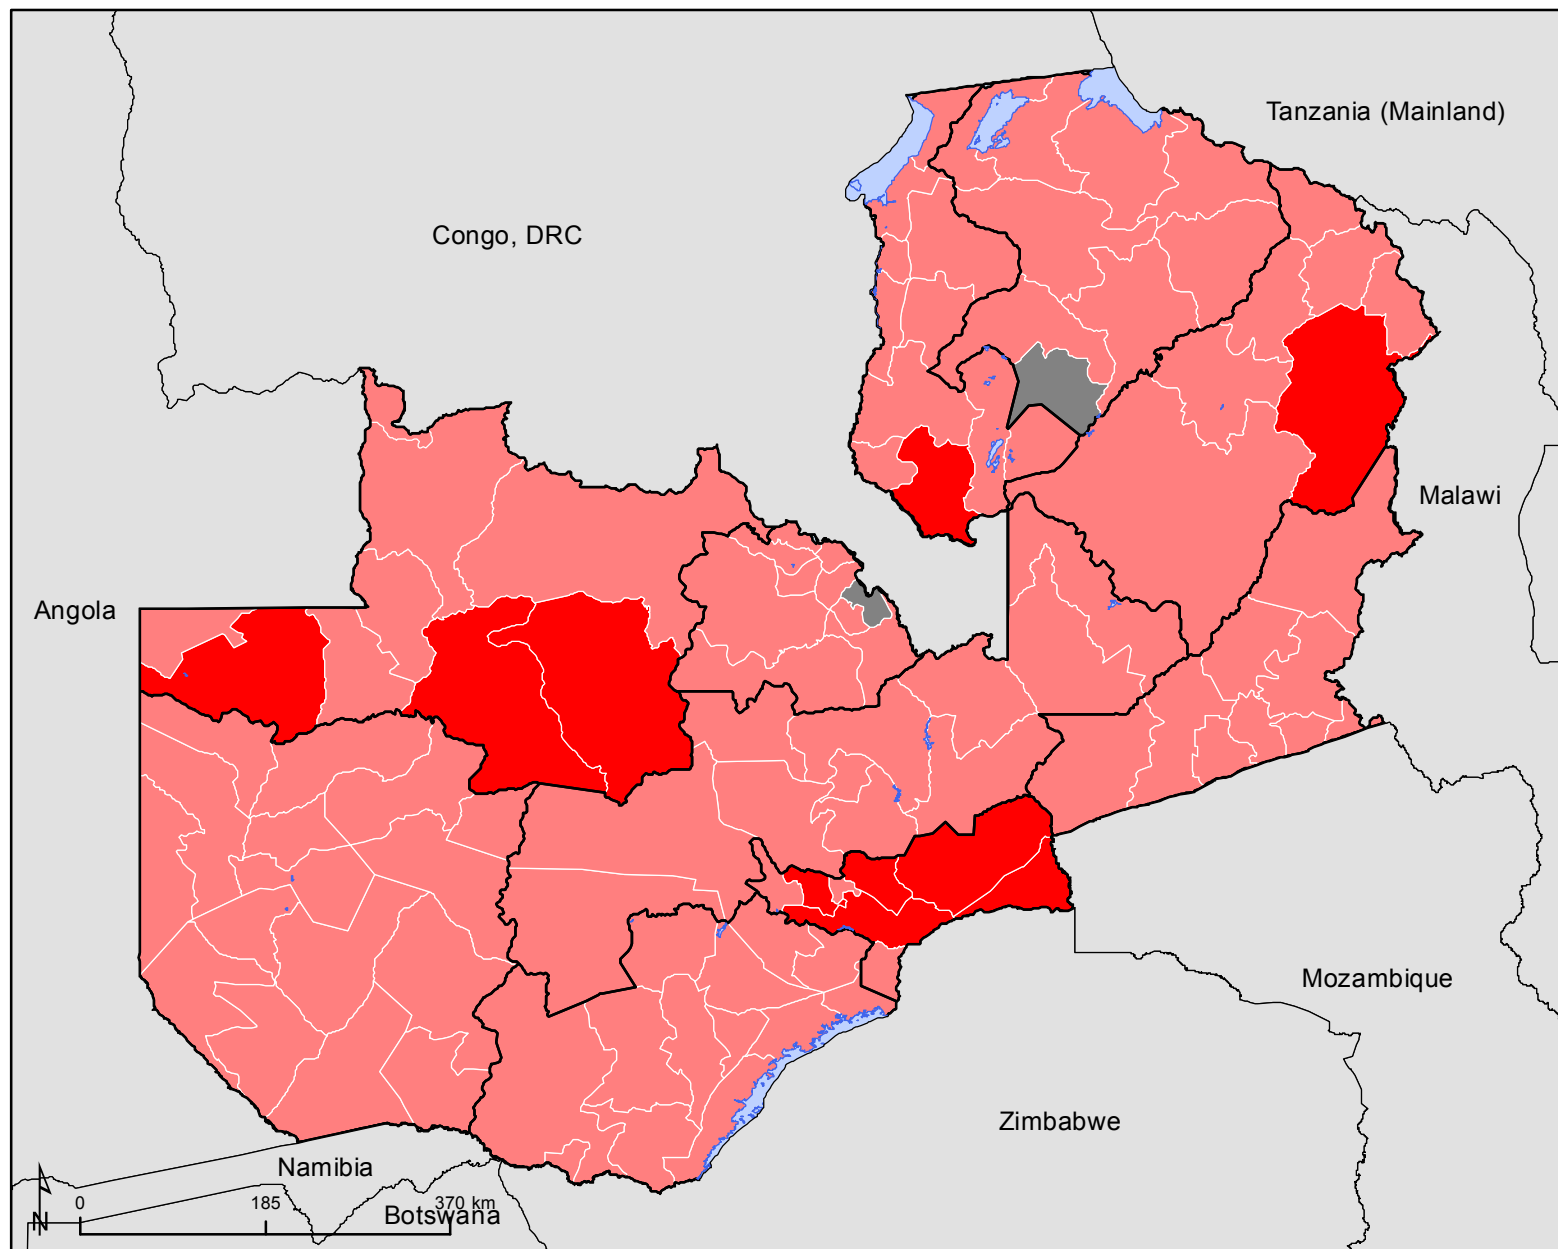 Tanzania (Mainland)
Congo, DRC
Malawi
Angola
Mozambique
Zimbabwe
Namibia
0 185 370 km
Botswana
N